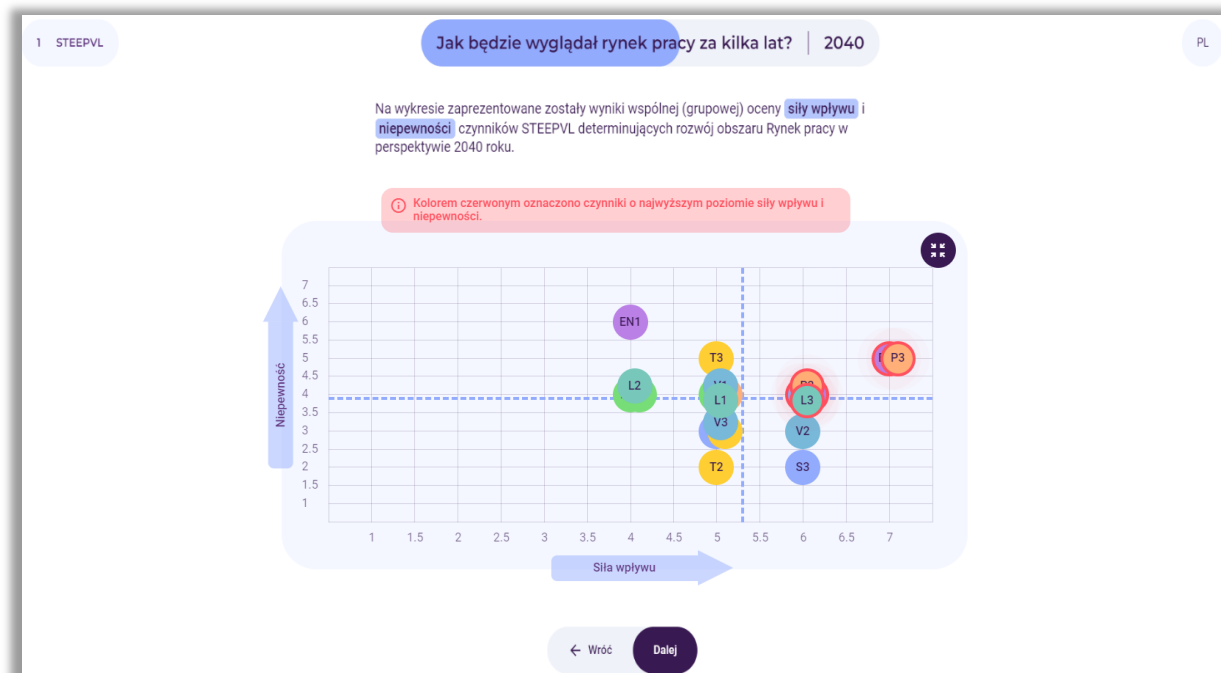 1 STEEPVL
Jak będzie wyglądał rynek pracy za kilka lat? | 2040
PL
Na wykresie zaprezentowane zostały wyniki wspólnej (grupowej) oceny siły wpływu i
niepewności czynników STEEPVL determinujących rozwój obszaru Rynek pracy w
perspektywie 2040 roku.
Kolorem czerwonym oznaczono czynniki o najwyższym poziomie siły wpływu i
niepewności.
Niepewność
7
6.5
6
5.5
5
4.5
4
3.5
3
2.5
2
1.5
1
EN1
T3
P3
L2
L1
L3
V3
V2
T2
S3
1 1.5 2 2.5 3 3.5 4 4.5 5 5.5 6 6.5 7
Siła wpływu
Wróć
Dalej